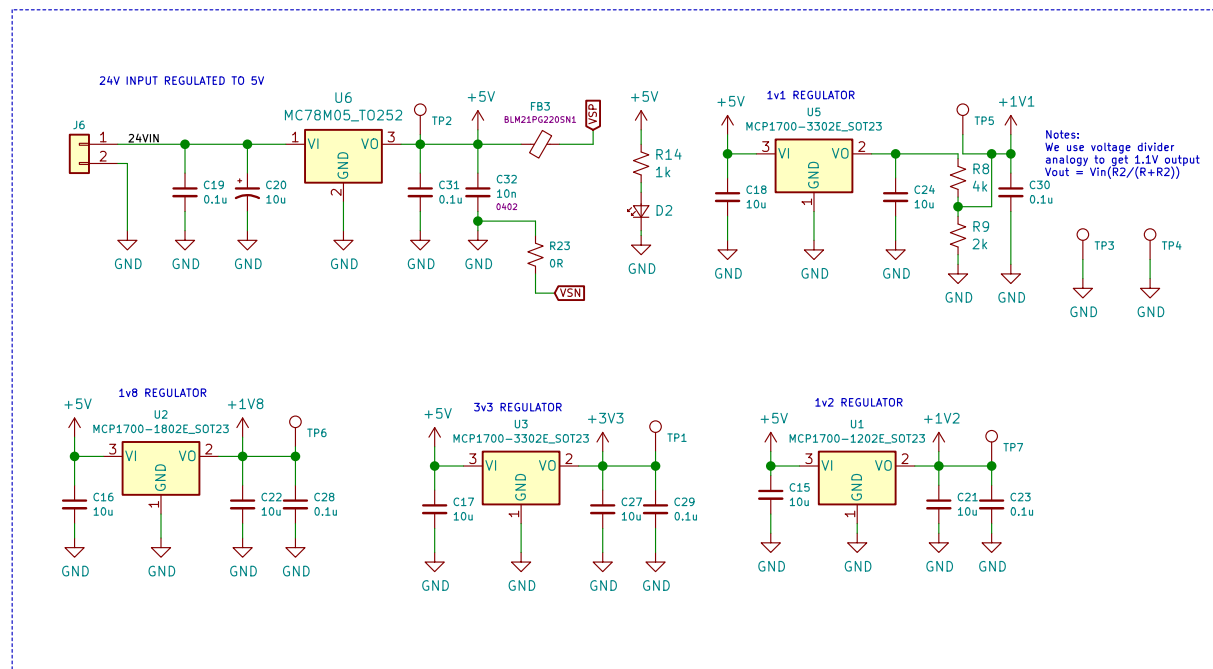 24V INPUT REGULATED TO 5V
J6
1
2
24VIN
C19
0.1u
C20
10u
+
GND
GND
GND
U6
MC78M05_TO252
1
VI
VO
3
GND
2
GND
TP2
C31
0.1u
GND
+5V
C32
10n
0402
GND
FB3
BLM21PG220SN1
VSP
R23
0R
VSN
+5V
R14
1k
D2
GND
1v1 REGULATOR
+5V
U5
MCP1700-3302E_SOT23
3
VI
VO
2
GND
1
C18
10u
GND
GND
C24
10u
GND
TP5
R8
4k
R9
2k
GND
+1V1
C30
0.1u
GND
Notes:
We use voltage divider
analogy to get 1.1V output
Vout = Vin(R2/(R+R2))
TP3
GND
TP4
GND
1v8 REGULATOR
+5V
U2
MCP1700-1802E_SOT23
3
VI
VO
2
GND
1
C16
10u
GND
GND
+1V8
C22
10u
GND
TP6
C28
0.1u
GND
3v3 REGULATOR
+5V
U3
MCP1700-3302E_SOT23
3
VI
VO
2
GND
1
C17
10u
GND
GND
+3V3
C27
10u
GND
TP1
C29
0.1u
GND
1v2 REGULATOR
+5V
U1
MCP1700-1202E_SOT23
3
VI
VO
2
GND
1
C15
10u
GND
GND
+1V2
C21
10u
GND
TP7
C23
0.1u
GND